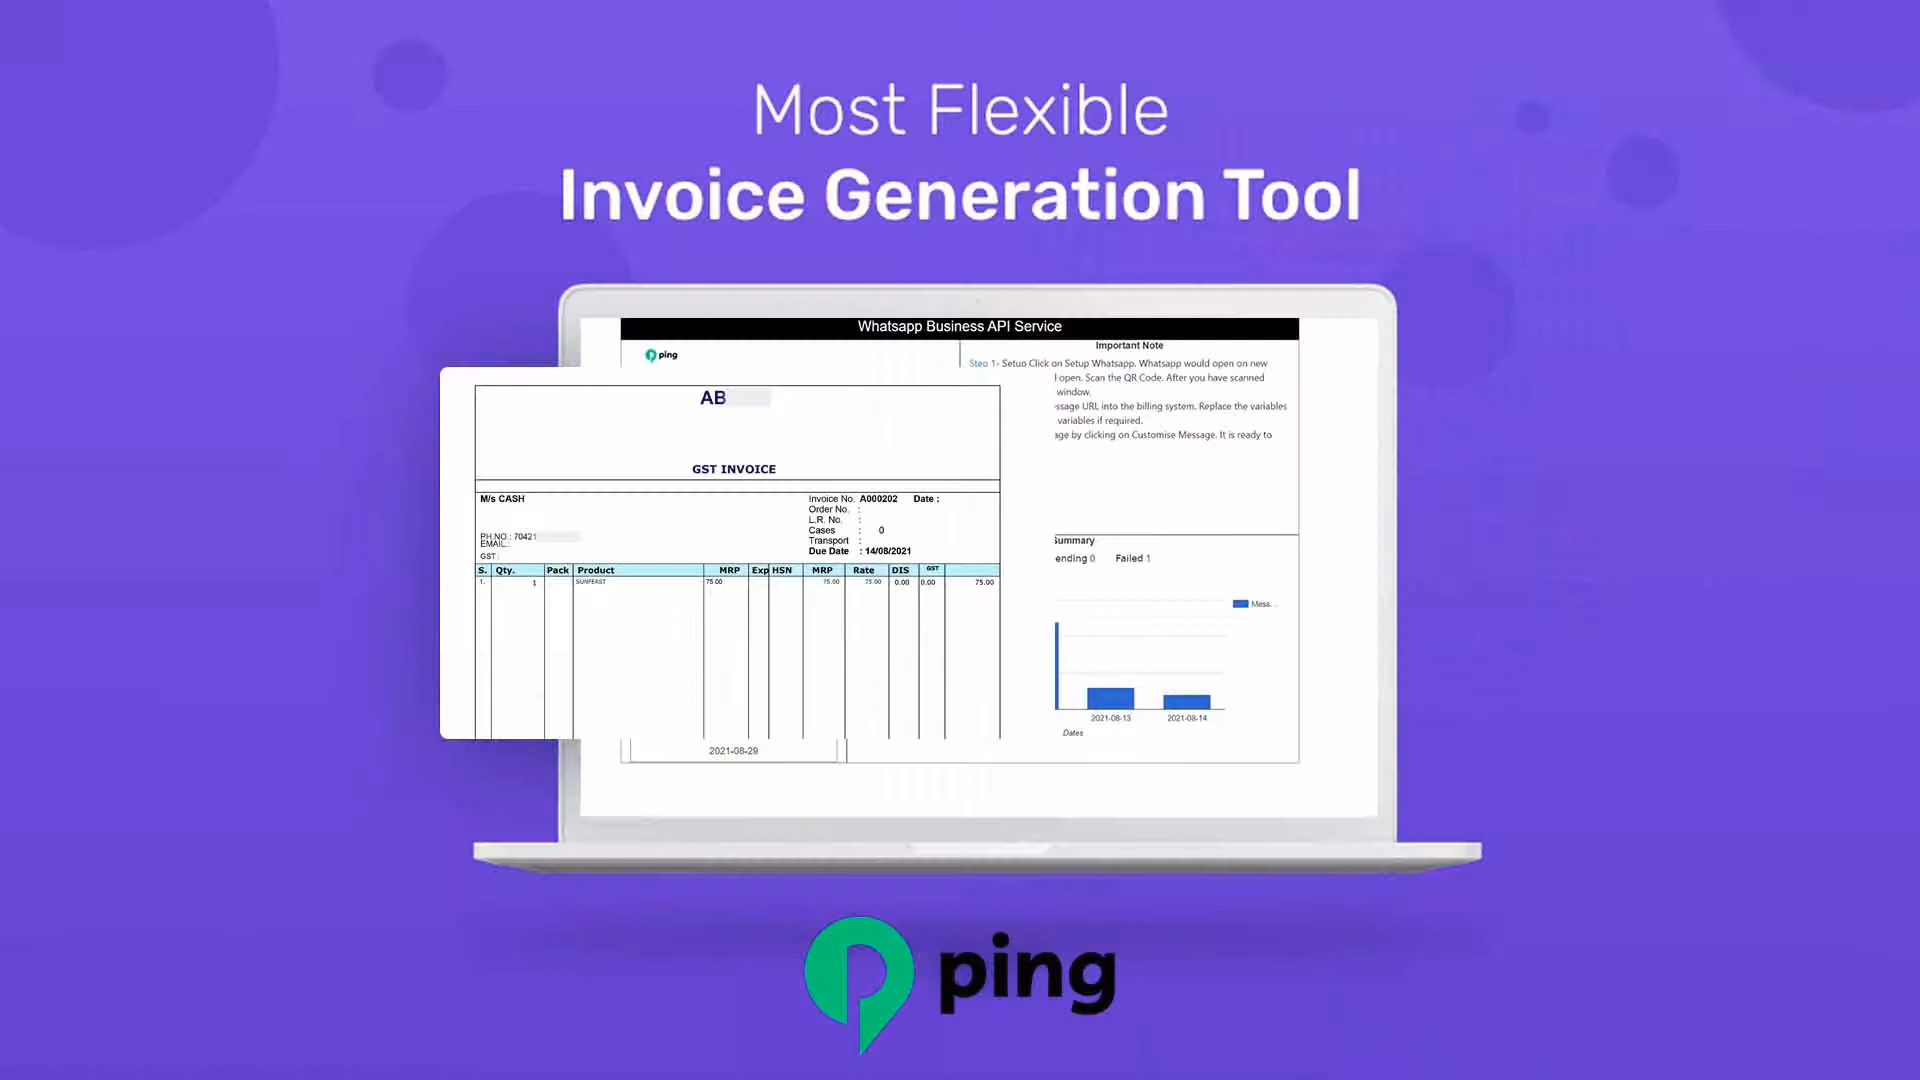 Most Flexible
Invoice Generation Tool
Whatsapp Business API Service
ping
Important Note
Step 1- Setup Click on Setup Whatsapp. Whatsapp would open on new
open. Scan the QR Code. After you have scanned
window.
URL into the billing system. Replace the variables
variables if required.
by clicking on Customise Message. It is ready to
AB
GST INVOICE
M/s CASH
Invoice No. A000202 Date :
Order No. :
L.R. No. :
Cases : 0
Transport :
Due Date : 14/08/2021
PH.NO.: 70421
EMAIL.:
GST :
S. Qty. Pack Product MRP Exp HSN MRP Rate DIS GST
1. 1 SUNFEAST 75.00 75.00 75.00 0.00 0.00 75.00
Summary
ending 0 Failed 1
Mess...
2021-08-13 2021-08-14
Dates
2021-08-29
ping